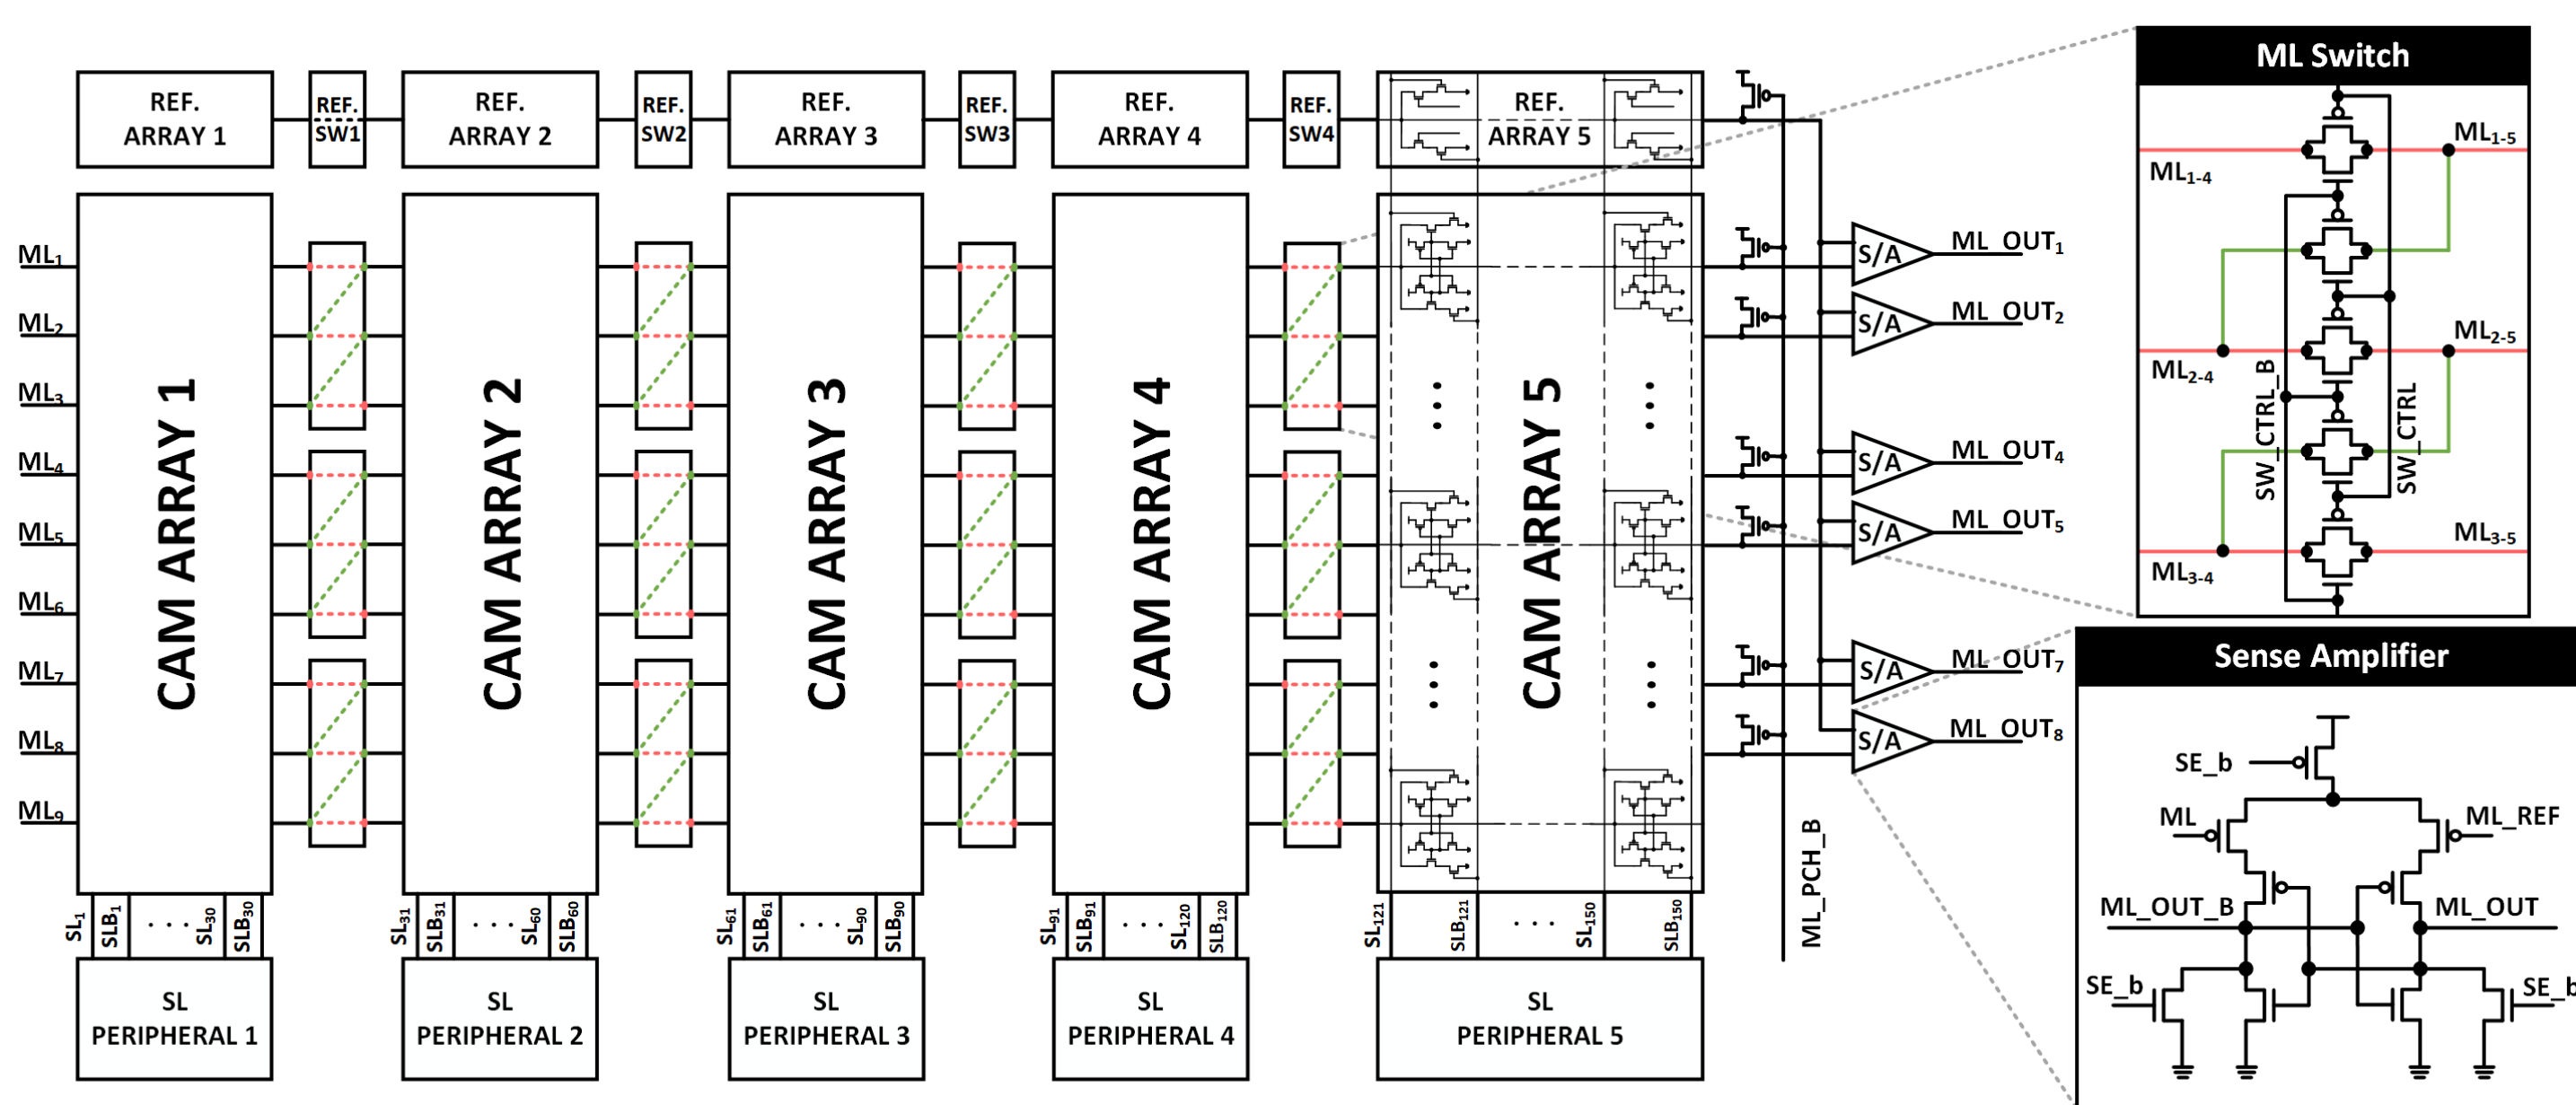 REF. ARRAY 1
REF. SW1
REF. ARRAY 2
REF. SW2
REF. ARRAY 3
REF. SW3
REF. ARRAY 4
REF. SW4
REF. ARRAY 5
ML1
ML2
ML3
ML4
ML5
ML6
ML7
ML8
ML9
CAM ARRAY 1
CAM ARRAY 2
CAM ARRAY 3
CAM ARRAY 4
CAM ARRAY 5
SL1 SLB1 · · · SL30 SLB30
SL31 SLB31 · · · SL60 SLB60
SL61 SLB61 · · · SL90 SLB90
SL91 SLB91 · · · SL120 SLB120
SL121 SLB121 · · · SL150 SLB150
SL PERIPHERAL 1
SL PERIPHERAL 2
SL PERIPHERAL 3
SL PERIPHERAL 4
SL PERIPHERAL 5
ML_PCH_B
S/A ML_OUT1
S/A ML_OUT2
S/A ML_OUT4
S/A ML_OUT5
S/A ML_OUT7
S/A ML_OUT8
ML Switch
ML1-4
ML1-5
ML2-4
ML2-5
SW_CTRL_B
SW_CTRL
ML3-4
ML3-5
Sense Amplifier
SE_b
ML
ML_REF
ML_OUT_B
ML_OUT
SE_b
SE_b